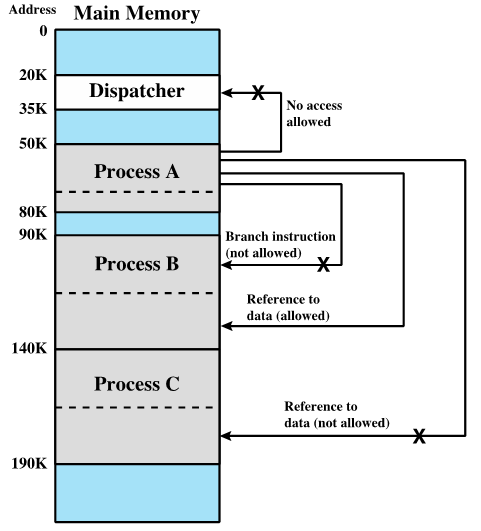 Address
Main Memory
0
20K
Dispatcher
X
35K
No access
allowed
50K
Process A
80K
90K
Branch instruction
(not allowed)
X
Process B
Reference to
data (allowed)
140K
Process C
Reference to
data (not allowed)
X
190K